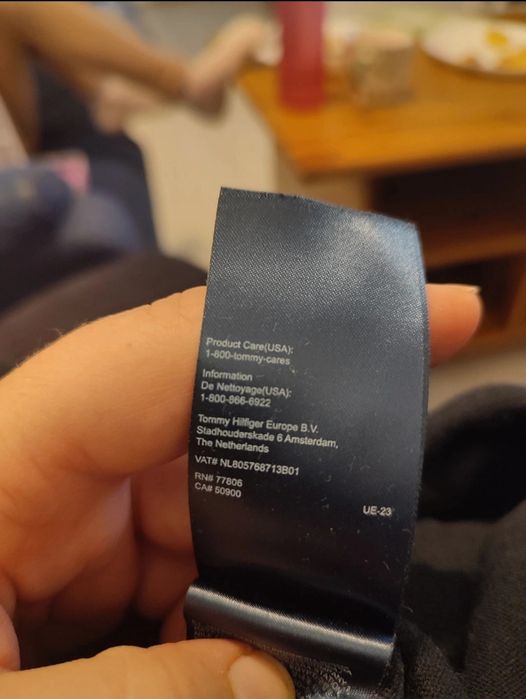 Product Care(USA):
1-800-tommy-cares
Information
De Nettoyage(USA):
1-800-866-6922
Tommy Hilfiger Europe B.V.
Stadhouderskade 6 Amsterdam,
The Netherlands
VAT# NL805768713B01
RN# 77806
CA# 50900
UE-23